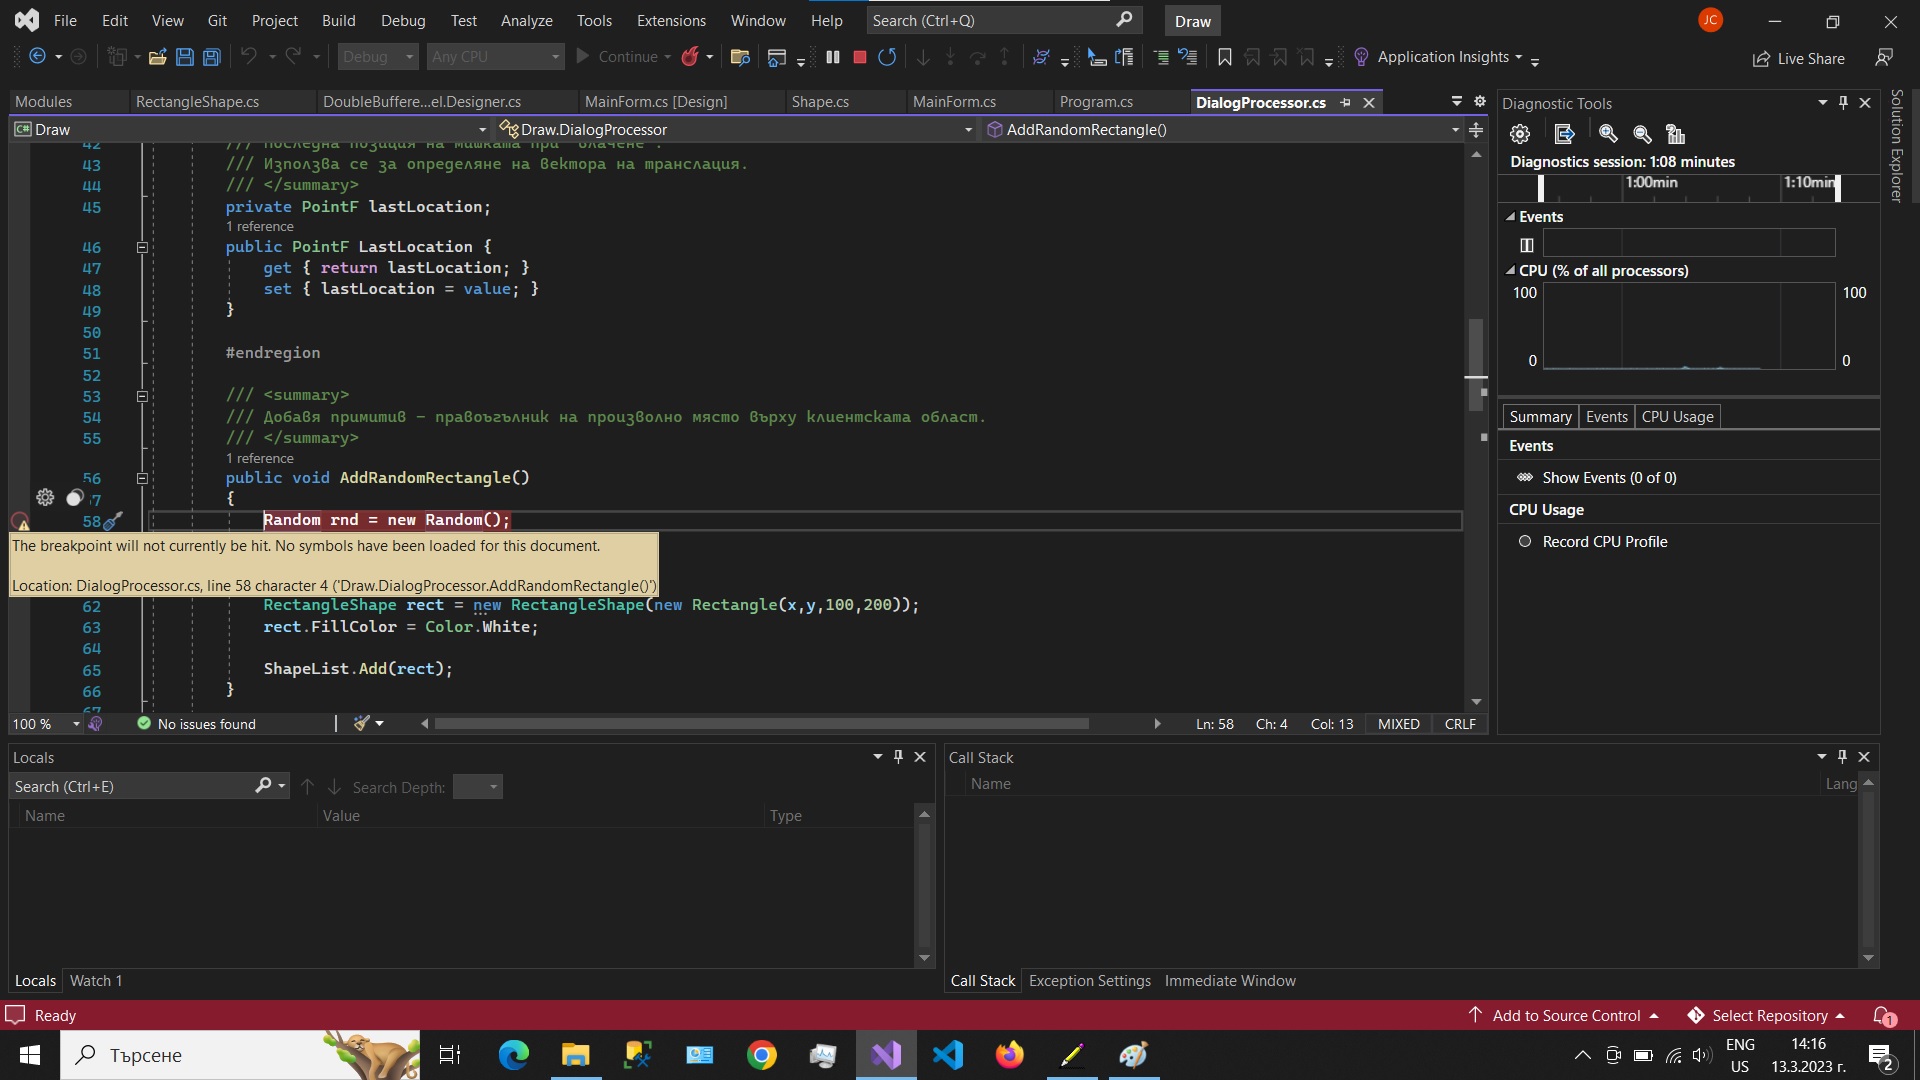 File Edit View Git Project Build Debug Test Analyze Tools Extensions Window Help Search (Ctrl+Q) Draw JC
Debug Any CPU Continue Application Insights Live Share
Modules RectangleShape.cs DoubleBuffere...el.Designer.cs MainForm.cs [Design] Shape.cs MainForm.cs Program.cs DialogProcessor.cs
C# Draw Draw.DialogProcessor AddRandomRectangle()
42 /// Последна позиция на мишката при "влачене".
43 /// Използва се за определяне на вектора на транслация.
44 /// </summary>
45 private PointF lastLocation;
1 reference
46 public PointF LastLocation {
47 get { return lastLocation; }
48 set { lastLocation = value; }
49 }
50
51 #endregion
52
53 /// <summary>
54 /// Добавя примитив - правоъгълник на произволно място върху клиентската област.
55 /// </summary>
1 reference
56 public void AddRandomRectangle()
57 {
58 Random rnd = new Random();
The breakpoint will not currently be hit. No symbols have been loaded for this document.
Location: DialogProcessor.cs, line 58 character 4 ('Draw.DialogProcessor.AddRandomRectangle()')
62 RectangleShape rect = new RectangleShape(new Rectangle(x,y,100,200));
63 rect.FillColor = Color.White;
64
65 ShapeList.Add(rect);
66 }
67
100 % No issues found Ln: 58 Ch: 4 Col: 13 MIXED CRLF
Diagnostic Tools
Diagnostics session: 1:08 minutes
1:00min 1:10min
Events
CPU (% of all processors)
100 100
0 0
Summary Events CPU Usage
Events
Show Events (0 of 0)
CPU Usage
Record CPU Profile
Solution Explorer
Locals
Search (Ctrl+E) Search Depth:
Name Value Type
Locals Watch 1
Call Stack
Name Lang
Call Stack Exception Settings Immediate Window
Ready Add to Source Control Select Repository 1
Търсене ENG US 14:16 13.3.2023 г. 2